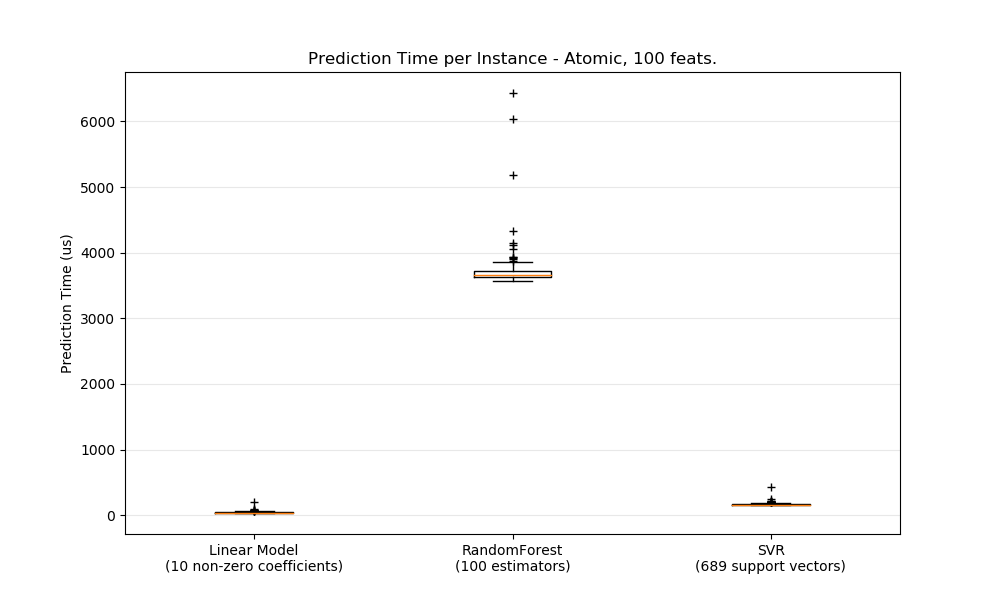 Prediction Time per Instance - Atomic, 100 feats.
Prediction Time (us)
6000
5000
4000
3000
2000
1000
0
Linear Model
(10 non-zero coefficients)
RandomForest
(100 estimators)
SVR
(689 support vectors)